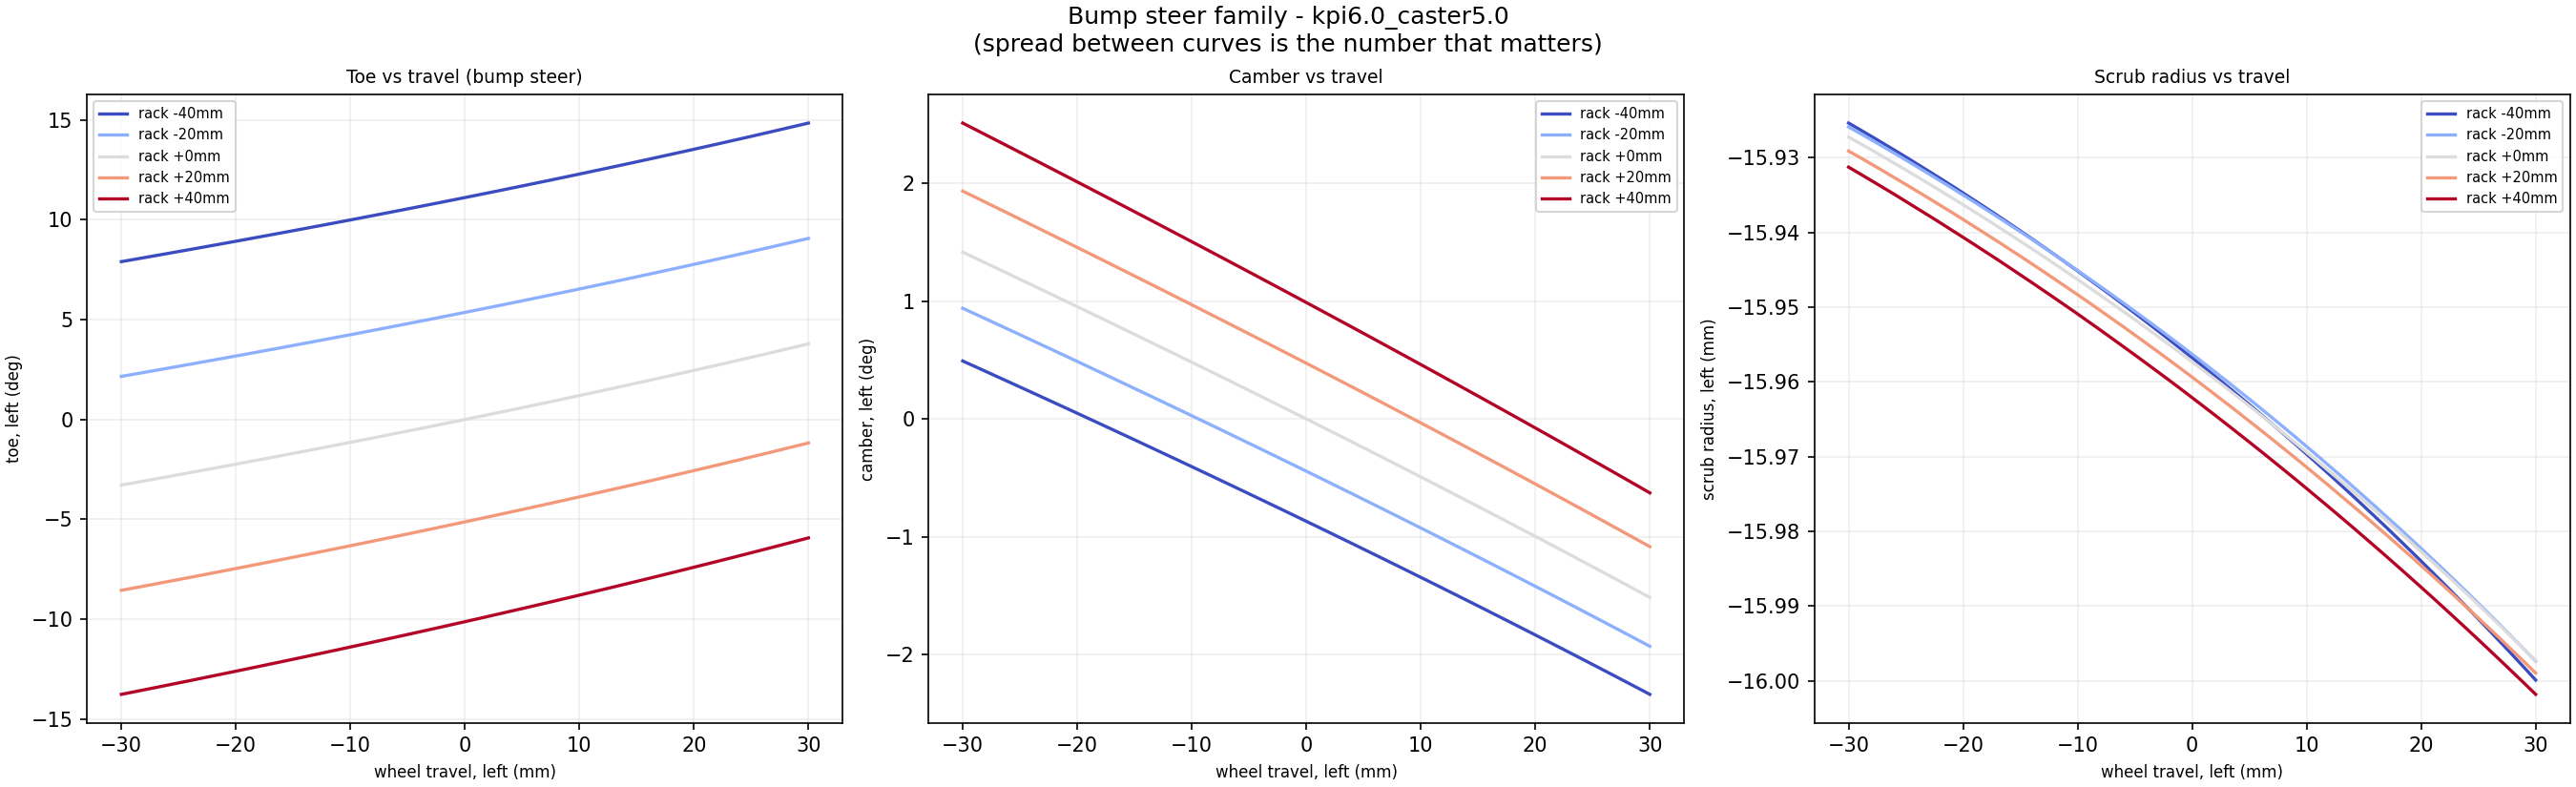 Bump steer family - kpi6.0_caster5.0
(spread between curves is the number that matters)
Toe vs travel (bump steer)
toe, left (deg)
15
10
5
0
−5
−10
−15
rack -40mm
rack -20mm
rack +0mm
rack +20mm
rack +40mm
−30 −20 −10 0 10 20 30
wheel travel, left (mm)
Camber vs travel
camber, left (deg)
2
1
0
−1
−2
rack -40mm
rack -20mm
rack +0mm
rack +20mm
rack +40mm
−30 −20 −10 0 10 20 30
wheel travel, left (mm)
Scrub radius vs travel
scrub radius, left (mm)
−15.93
−15.94
−15.95
−15.96
−15.97
−15.98
−15.99
−16.00
rack -40mm
rack -20mm
rack +0mm
rack +20mm
rack +40mm
−30 −20 −10 0 10 20 30
wheel travel, left (mm)